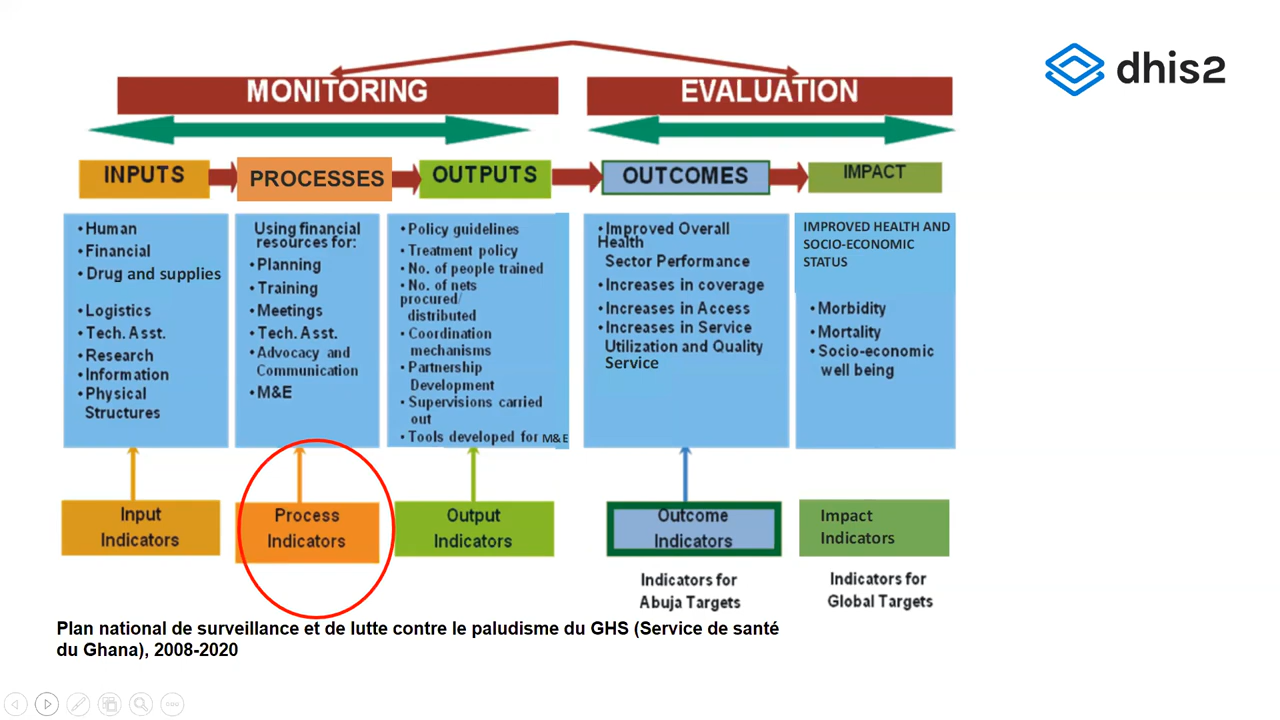 dhis2
MONITORING
EVALUATION
INPUTS
PROCESSES
OUTPUTS
OUTCOMES
IMPACT
• Human
• Financial
• Drug and supplies
• Logistics
• Tech. Asst.
• Research
• Information
• Physical
Structures
Using financial
resources for:
• Planning
• Training
• Meetings
• Tech. Asst.
• Advocacy and
Communication
• M&E
• Policy guidelines
• Treatment policy
• No. of people trained
• No. of nets
procured/
distributed
• Coordination
mechanisms
• Partnership
Development
• Supervisions carried
out
• Tools developed for M&E
• Improved Overall
Health
Sector Performance
• Increases in coverage
• Increases in Access
• Increases in Service
Utilization and Quality
Service
IMPROVED HEALTH AND
SOCIO-ECONOMIC
STATUS
• Morbidity
• Mortality
• Socio-economic
well being
Input
Indicators
Process
Indicators
Output
Indicators
Outcome
Indicators
Impact
Indicators
Indicators for
Abuja Targets
Indicators for
Global Targets
Plan national de surveillance et de lutte contre le paludisme du GHS (Service de santé
du Ghana), 2008-2020